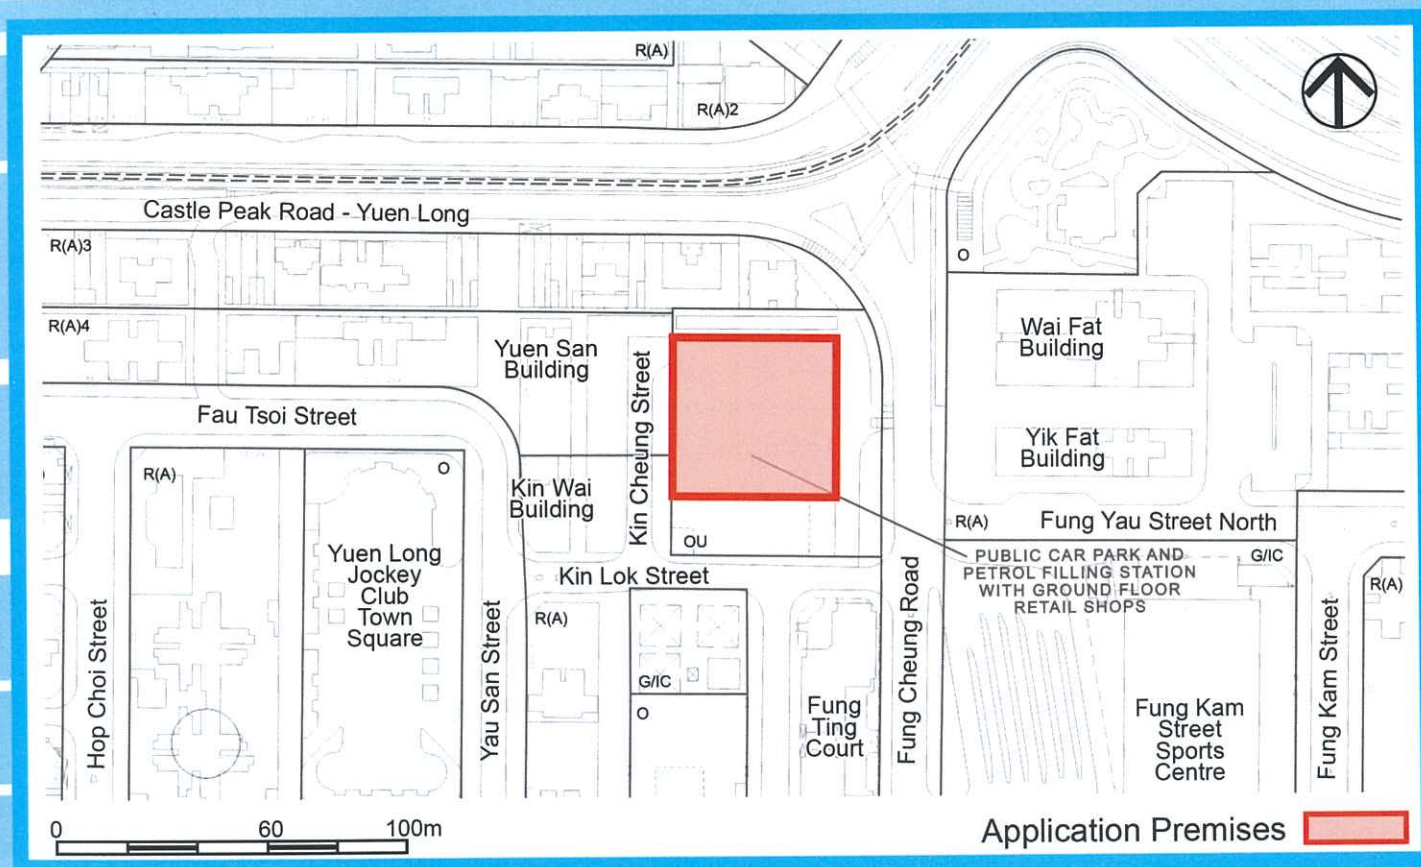 R(A)
R(A)2
Castle Peak Road - Yuen Long
R(A)3
O
R(A)4
Yuen San
Building
Kin Cheung Street
Wai Fat
Building
Fau Tsoi Street
Yik Fat
Building
R(A)
O
Kin Wai
Building
OU
R(A)
Fung Yau Street North
Yuen Long
Jockey
Club
Town
Square
Kin Lok Street
PUBLIC CAR PARK AND
PETROL FILLING STATION
WITH GROUND FLOOR
RETAIL SHOPS
G/IC
R(A)
Hop Choi Street
Yau San Street
R(A)
G/IC
O
Fung
Ting
Court
Fung Cheung Road
Fung Kam
Street
Sports
Centre
Fung Kam Street
0 60 100m
Application Premises